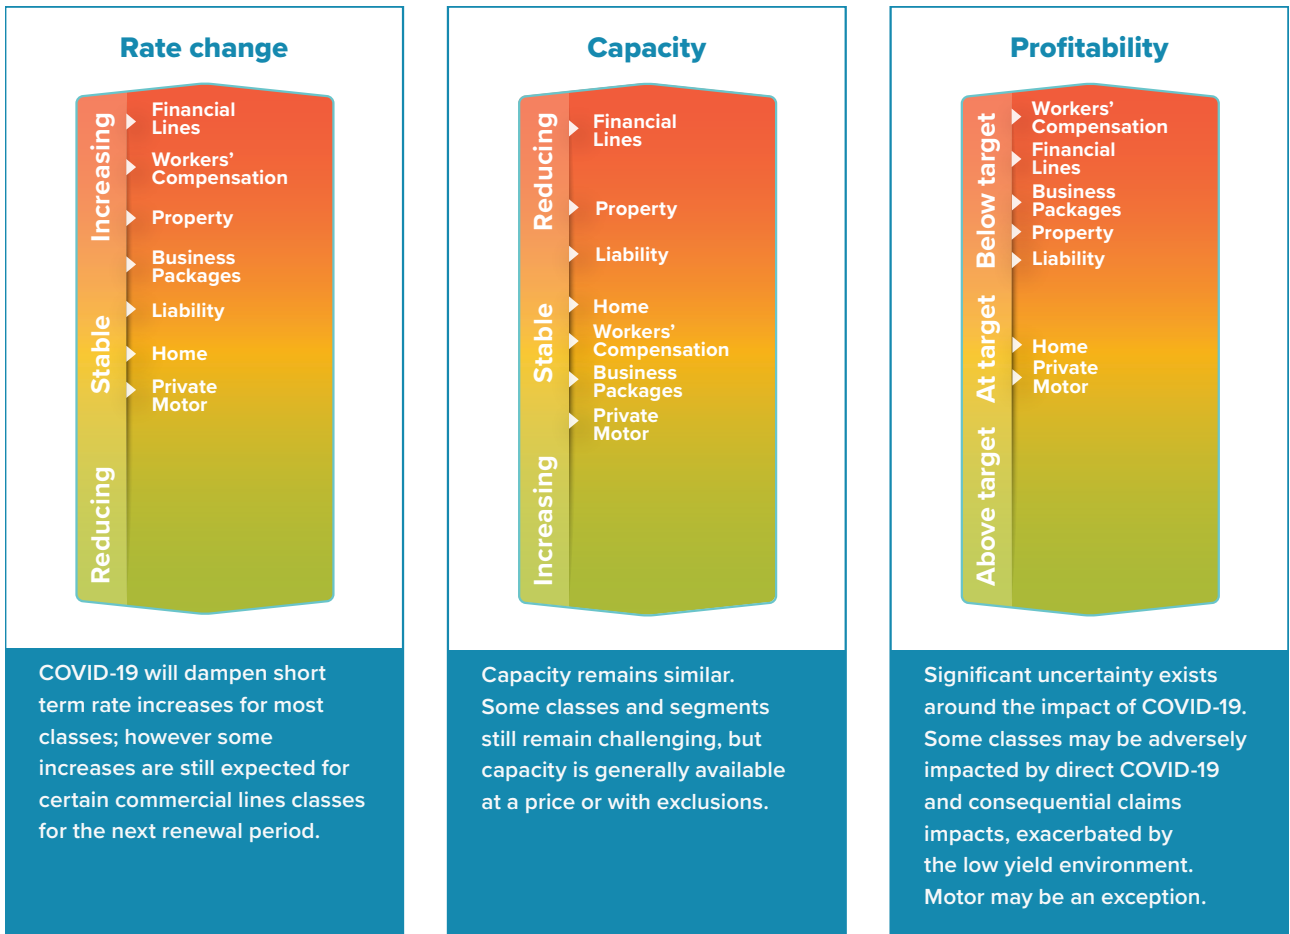 Rate change
Increasing
Stable
Reducing
Financial
Lines
Workers’
Compensation
Property
Business
Packages
Liability
Home
Private
Motor
COVID-19 will dampen short
term rate increases for most
classes; however some
increases are still expected for
certain commercial lines classes
for the next renewal period.
Capacity
Reducing
Stable
Increasing
Financial
Lines
Property
Liability
Home
Workers’
Compensation
Business
Packages
Private
Motor
Capacity remains similar.
Some classes and segments
still remain challenging, but
capacity is generally available
at a price or with exclusions.
Profitability
Below target
At target
Above target
Workers’
Compensation
Financial
Lines
Business
Packages
Property
Liability
Home
Private
Motor
Significant uncertainty exists
around the impact of COVID-19.
Some classes may be adversely
impacted by direct COVID-19
and consequential claims
impacts, exacerbated by
the low yield environment.
Motor may be an exception.